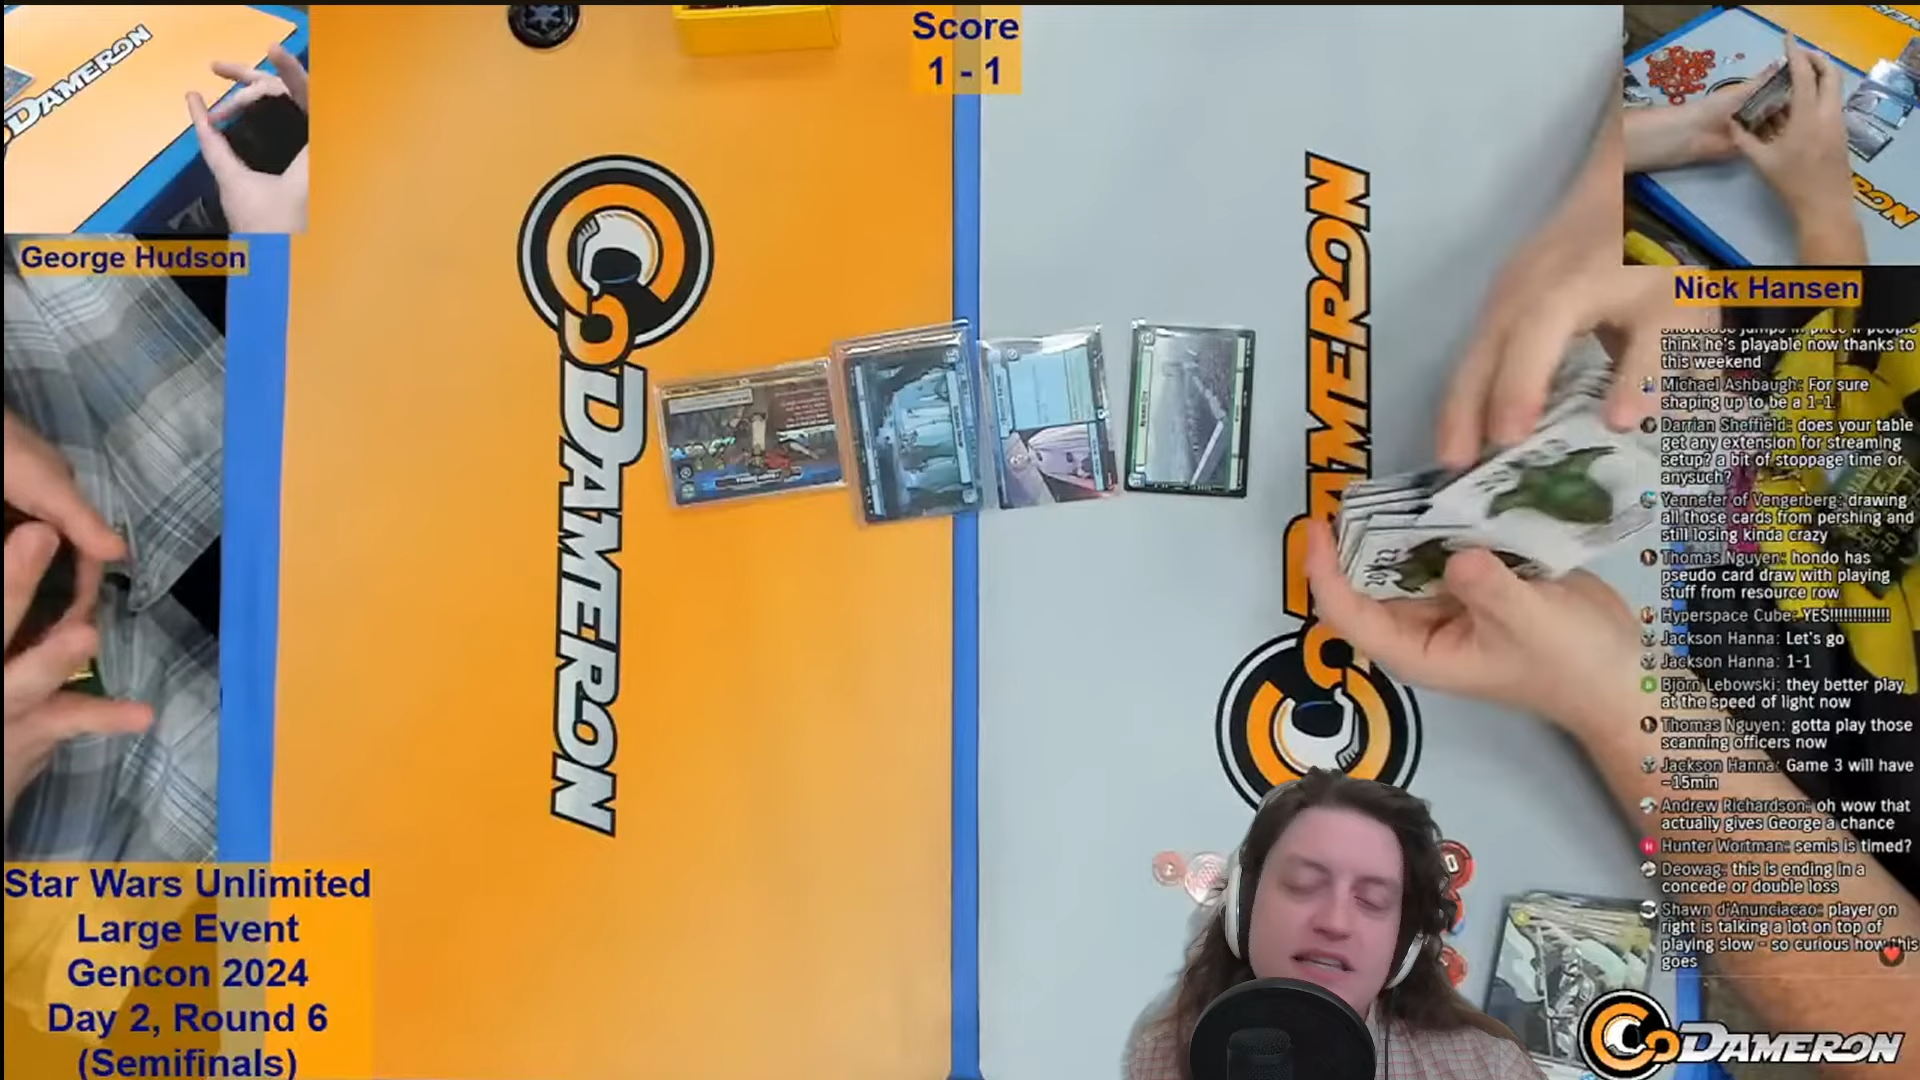 Score
1 - 1
DAMERON
George Hudson
DAMERON
DAMERON
Nick Hansen
showcase jumps in price if people
think he's playable now thanks to
this weekend
Michael Ashbaugh: For sure
shaping up to be a 1-1.
Darrian Sheffield: does your table
get any extension for streaming
setup? a bit of stoppage time or
anysuch?
Yennefer of Vengerberg: drawing
all those cards from pershing and
still losing kinda crazy
Thomas Nguyen: hondo has
pseudo card draw with playing
stuff from resource row
Hyperspace Cube: YES!!!!!!!!!!!!!
Jackson Hanna: Let's go
Jackson Hanna: 1-1
Björn Lebowski: they better play
at the speed of light now
Thomas Nguyen: gotta play those
scanning officers now
Jackson Hanna: Game 3 will have
~15min
Andrew Richardson: oh wow that
actually gives George a chance
Hunter Wortman: semis is timed?
Deowag: this is ending in a
concede or double loss
Shawn d'Anunciacao: player on
right is talking a lot on top of
playing slow - so curious how this
goes
Star Wars Unlimited
Large Event
Gencon 2024
Day 2, Round 6
(Semifinals)
DAMERON